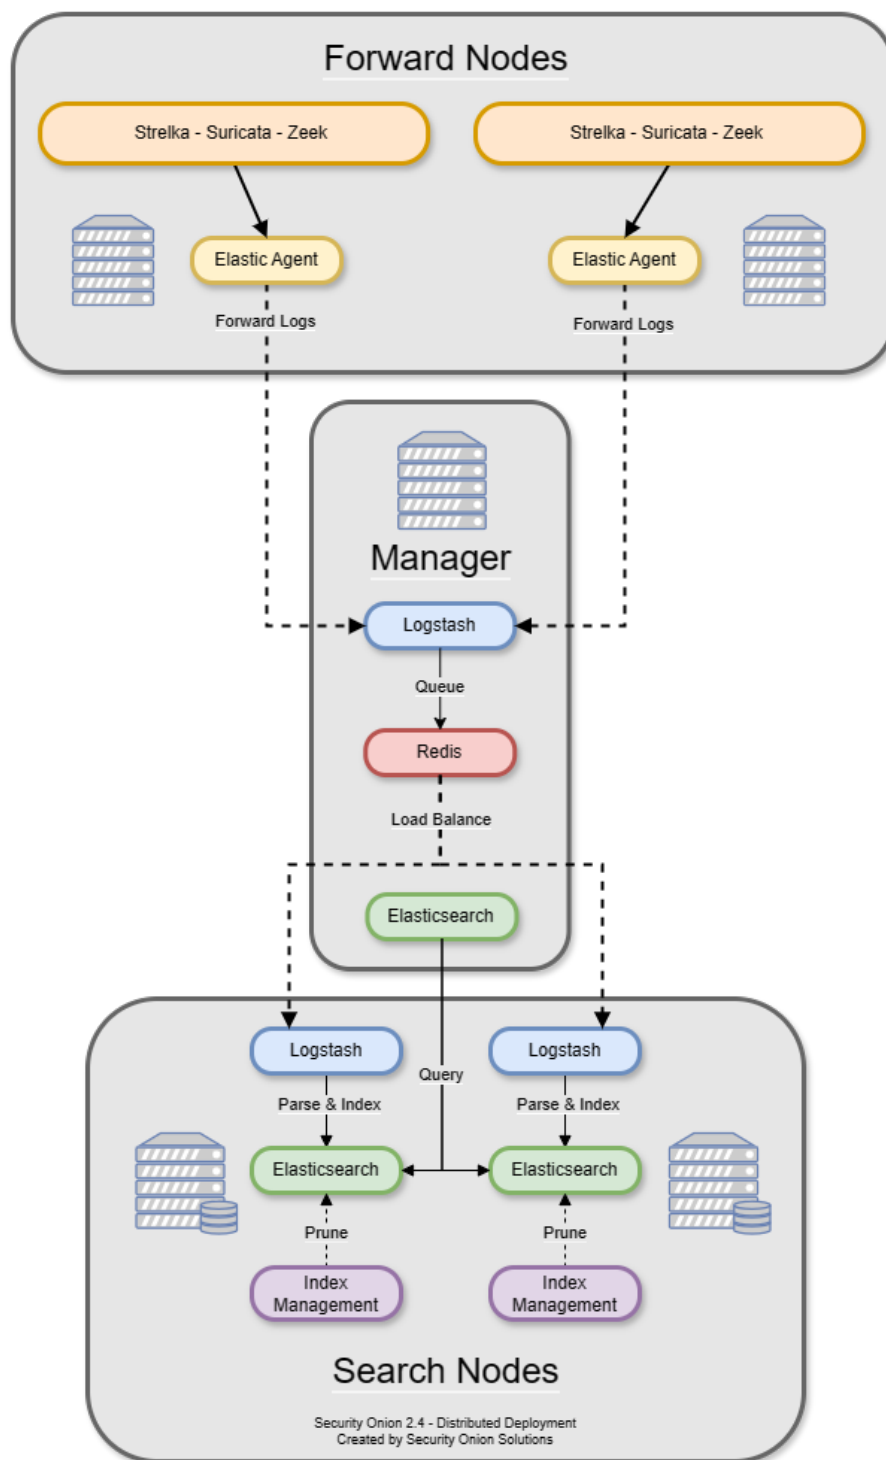 Forward Nodes
Strelka - Suricata - Zeek
Strelka - Suricata - Zeek
Elastic Agent
Elastic Agent
Forward Logs
Forward Logs
Manager
Logstash
Queue
Redis
Load Balance
Elasticsearch
Logstash
Logstash
Query
Parse & Index
Parse & Index
Elasticsearch
Elasticsearch
Prune
Prune
Index
Management
Index
Management
Search Nodes
Security Onion 2.4 - Distributed Deployment
Created by Security Onion Solutions